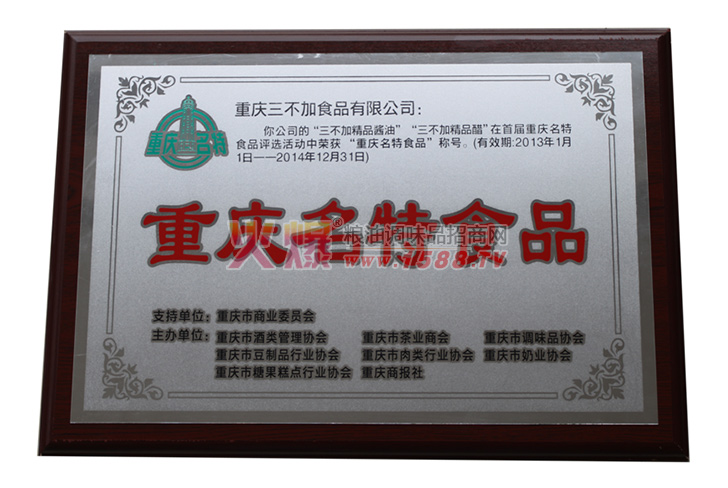 重庆三不加食品有限公司：
你公司的“三不加精品酱油”“三不加精品醋”在首届重庆名特
食品评选活动中荣获“重庆名特食品”称号。(有效期:2013年1月
1日——2014年12月31日)
重庆名特
重庆名特食品
火爆®粮油调味品招商网
www.1588.tv
支持单位：重庆市商业委员会
主办单位：重庆市酒类管理协会 重庆市茶业商会 重庆市调味品协会
重庆市豆制品行业协会 重庆市肉类行业协会 重庆市奶业协会
重庆市糖果糕点行业协会 重庆商报社